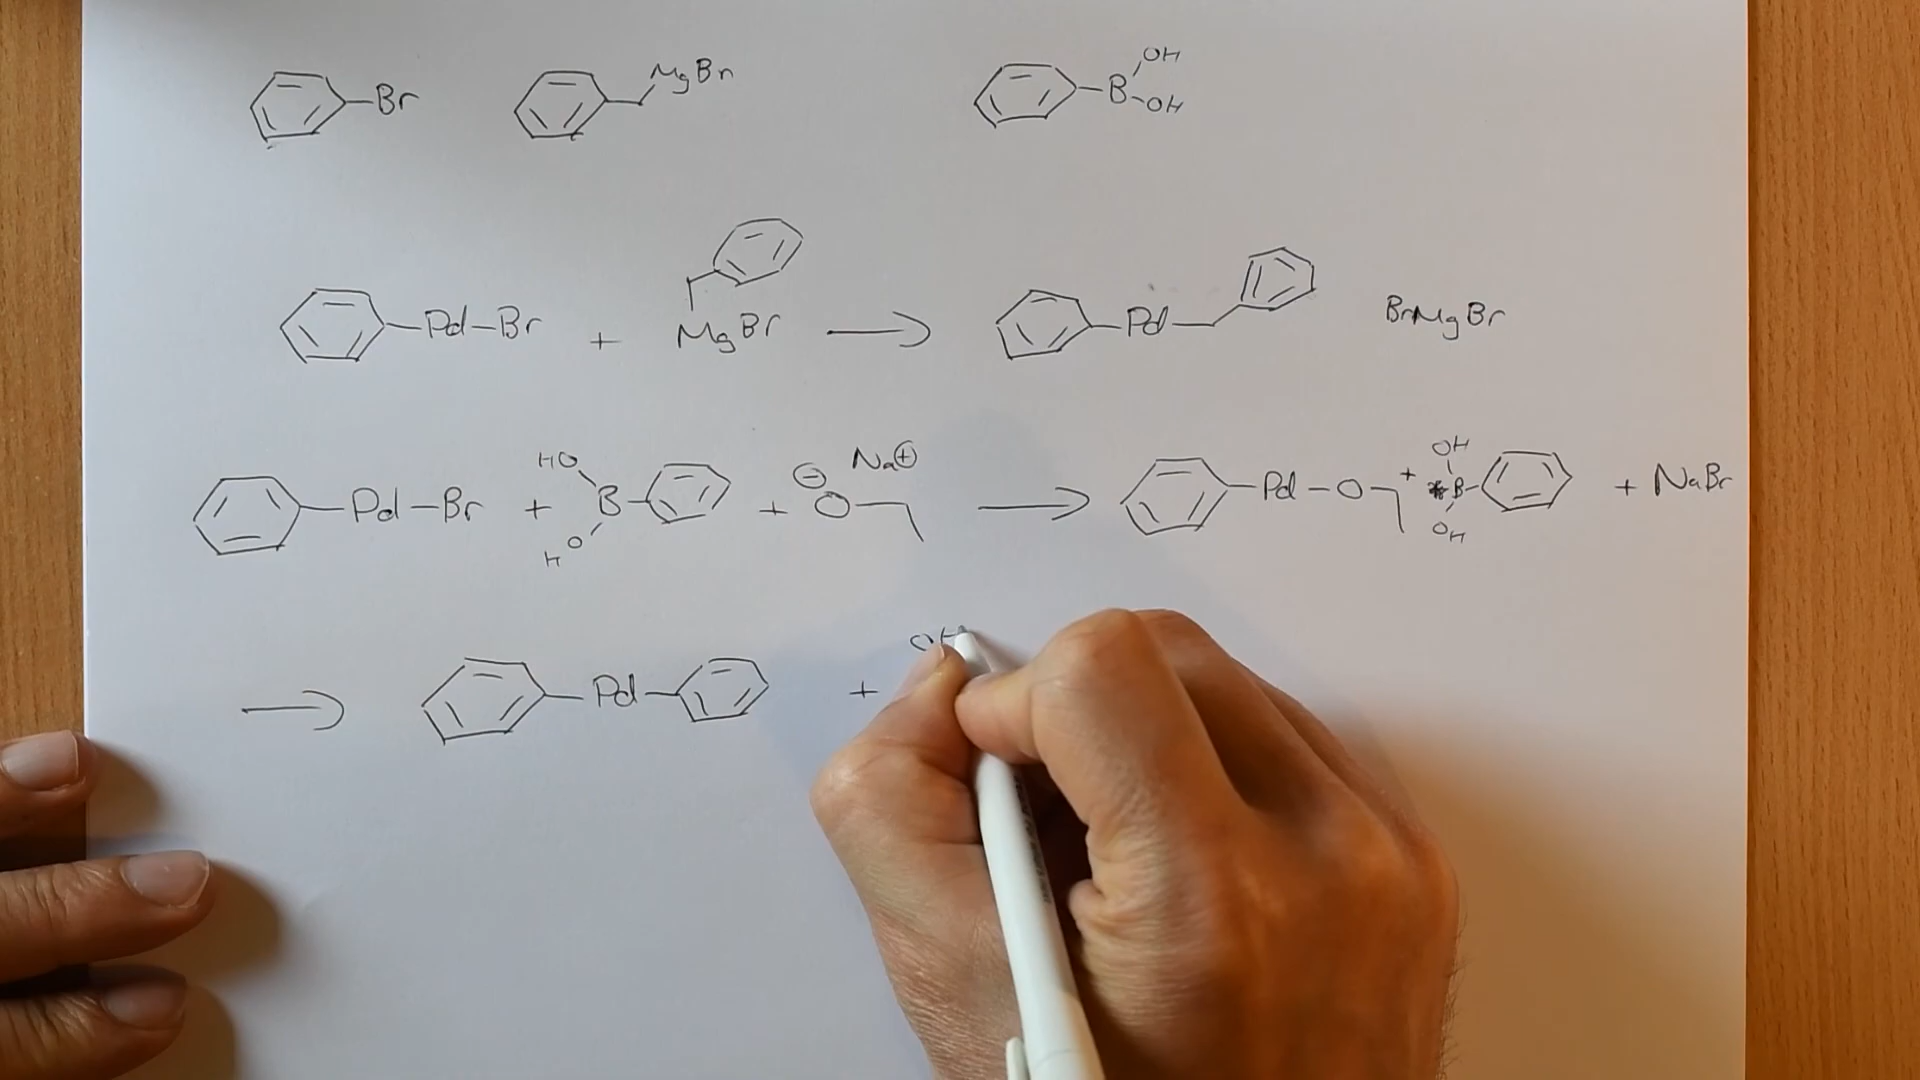 Br MgBr B OH OH
Pd-Br + MgBr → Pd BrMgBr
Pd-Br + HO B HO + ⊖O Na⊕ → Pd-O + OH B OH + NaBr
→ Pd + OH